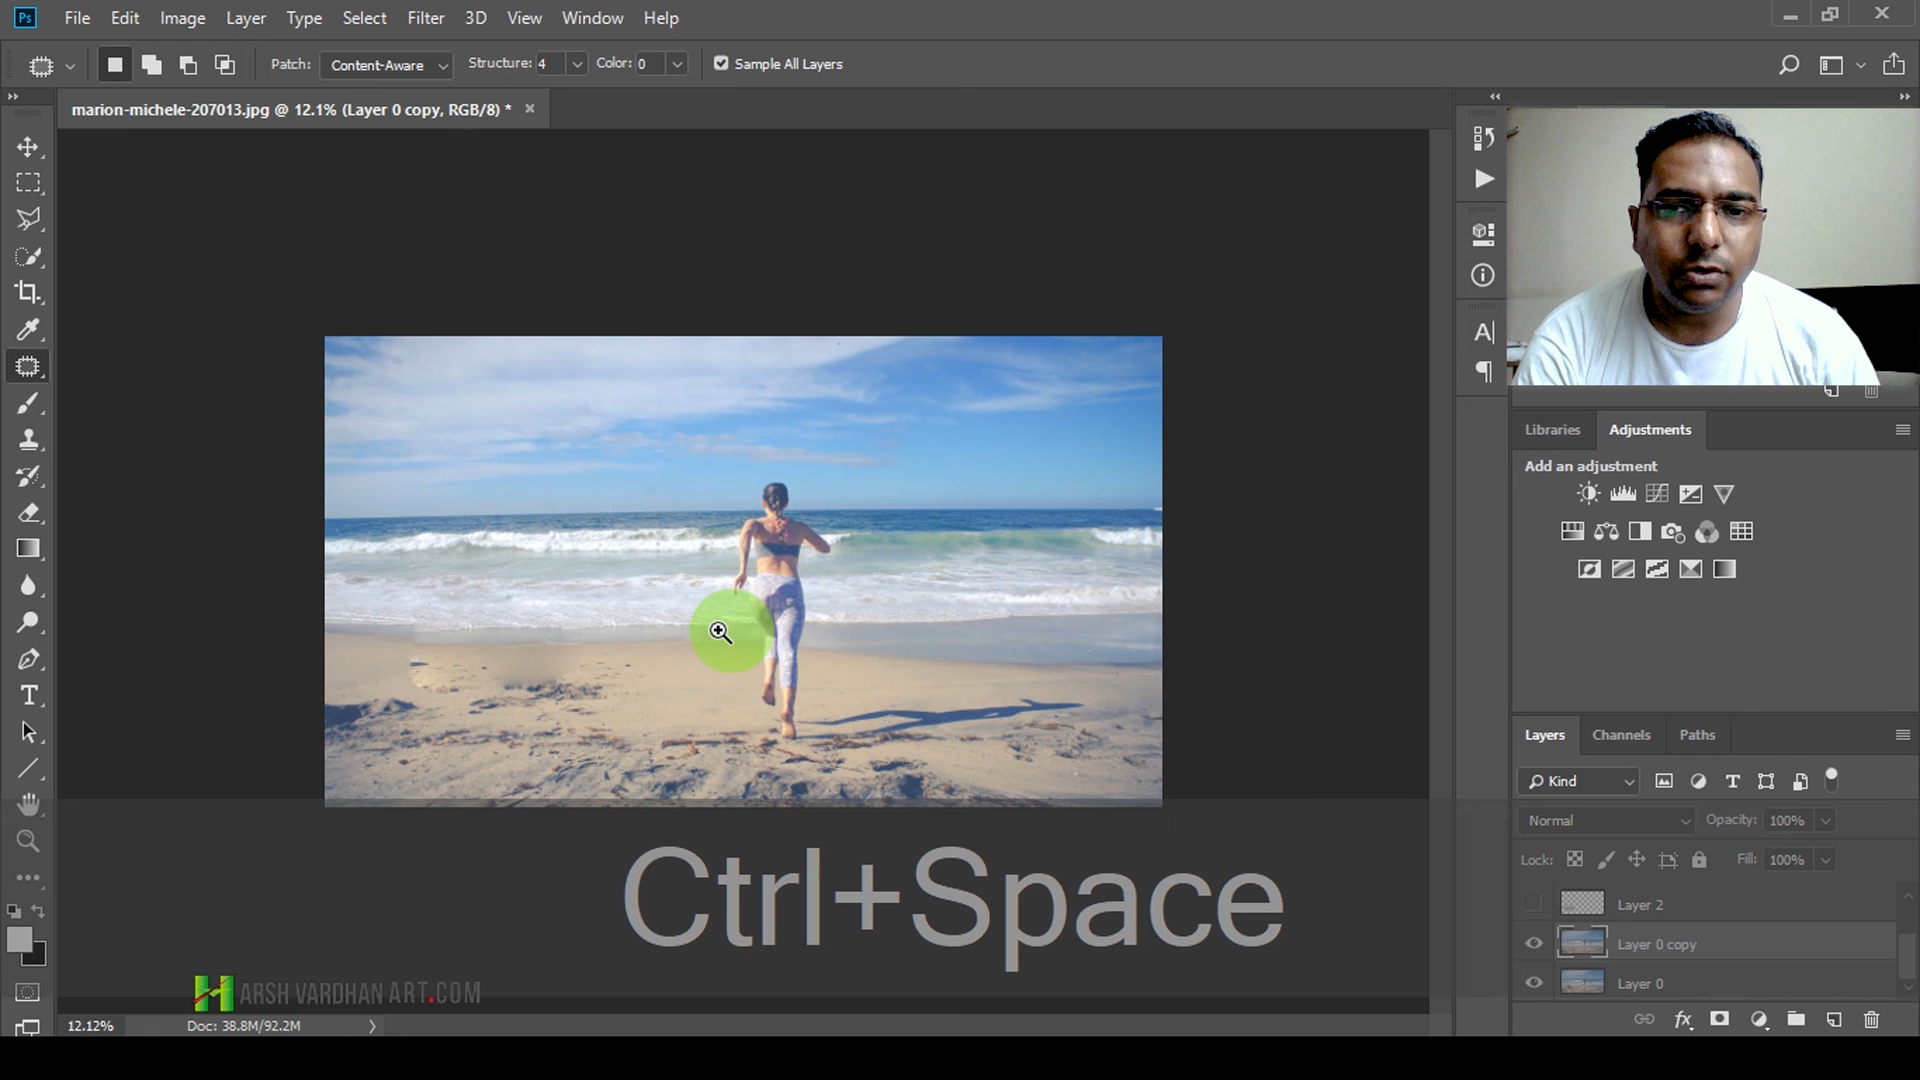 Ps File Edit Image Layer Type Select Filter 3D View Window Help
Patch: Content-Aware Structure: 4 Color: 0 Sample All Layers
marion-michele-207013.jpg @ 12.1% (Layer 0 copy, RGB/8) *
Libraries Adjustments
Add an adjustment
Layers Channels Paths
Kind
Normal Opacity: 100%
Lock: Fill: 100%
Layer 2
Layer 0 copy
Layer 0
Ctrl+Space
HARSH VARDHAN ART.COM
12.12% Doc: 38.8M/92.2M